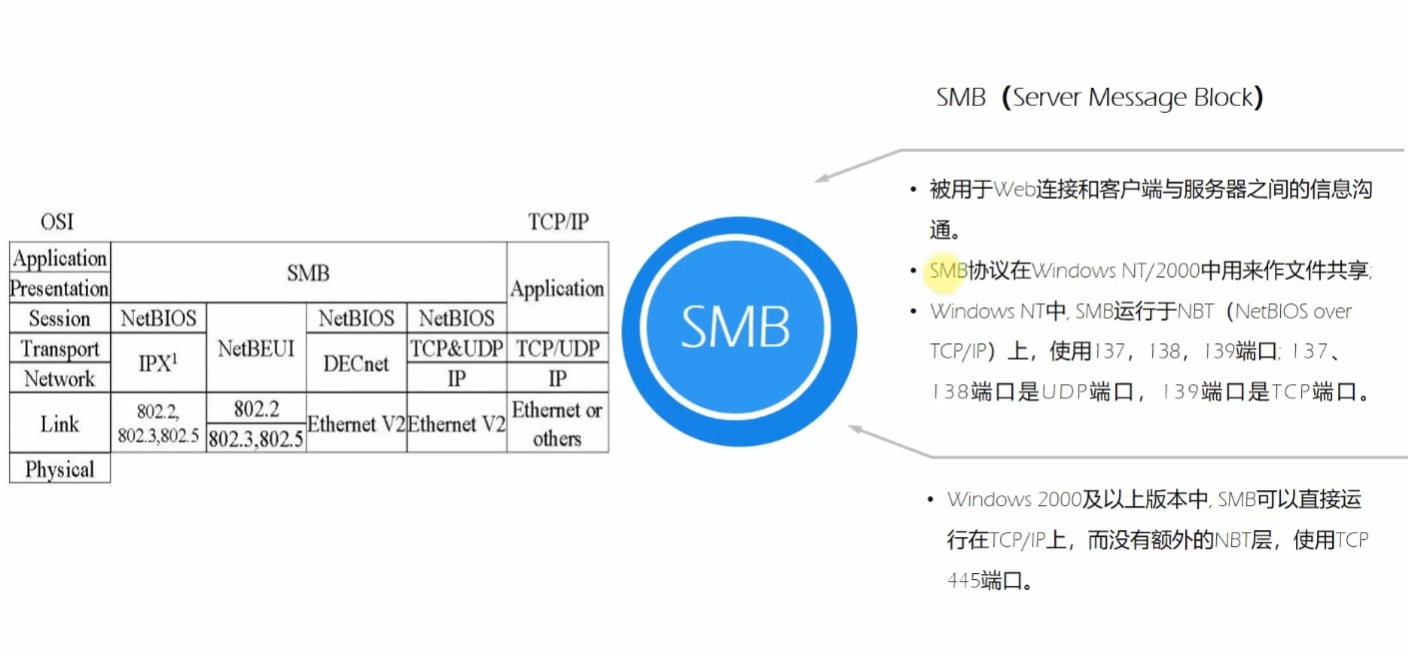 SMB（Server Message Block）
• 被用于Web连接和客户端与服务器之间的信息沟
通。
• SMB协议在Windows NT/2000中用来作文件共享;
• Windows NT中, SMB运行于NBT（NetBIOS over
TCP/IP）上，使用137，138，139端口; 137、
138端口是UDP端口，139端口是TCP端口。
OSI
TCP/IP
Application
SMB
Application
Presentation
Session
NetBIOS
NetBEUI
NetBIOS
NetBIOS
Transport
IPX¹
DECnet
TCP&UDP
TCP/UDP
Network
IP
IP
Link
802.2,
802.3,802.5
802.2
802.3,802.5
Ethernet V2
Ethernet V2
Ethernet or
others
Physical
SMB
• Windows 2000及以上版本中, SMB可以直接运
行在TCP/IP上，而没有额外的NBT层，使用TCP
445端口。